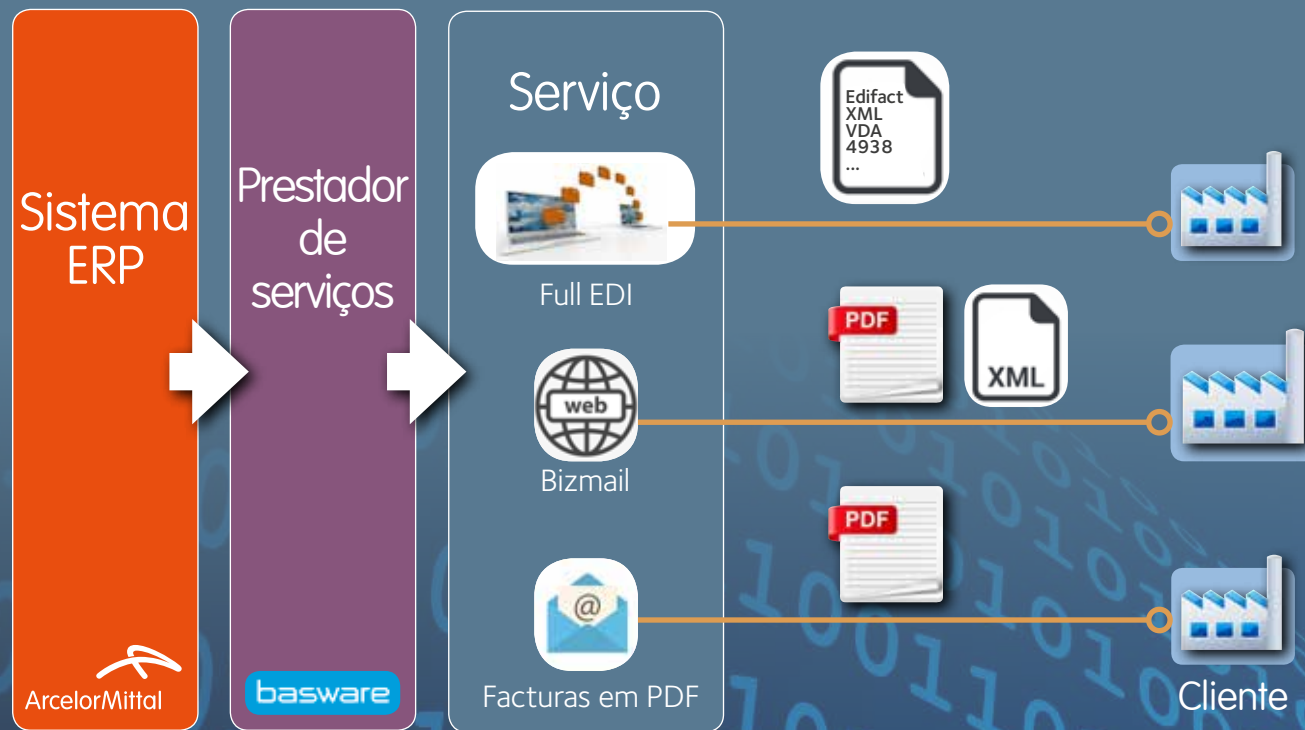 Sistema
ERP
ArcelorMittal
Prestador
de
serviços
basware
Serviço
Full EDI
web
Bizmail
@
Facturas em PDF
Edifact
XML
VDA
4938
...
PDF
XML
PDF
Cliente